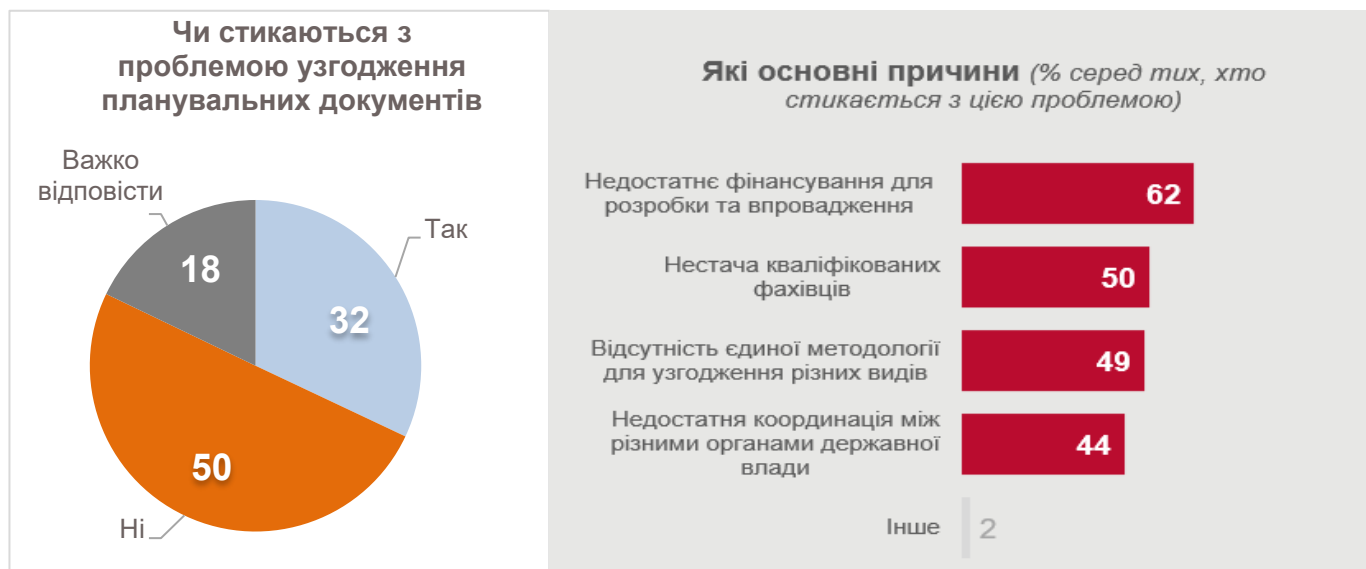 Чи стикаються з
проблемою узгодження
планувальних документів
Важко
відповісти
Так
18
32
50
Ні
Які основні причини (% серед тих, хто
стикається з цією проблемою)
Недостатнє фінансування для
розробки та впровадження
62
Нестача кваліфікованих
фахівців
50
Відсутність єдиної методології
для узгодження різних видів
49
Недостатня координація між
різними органами державної
влади
44
Інше
2